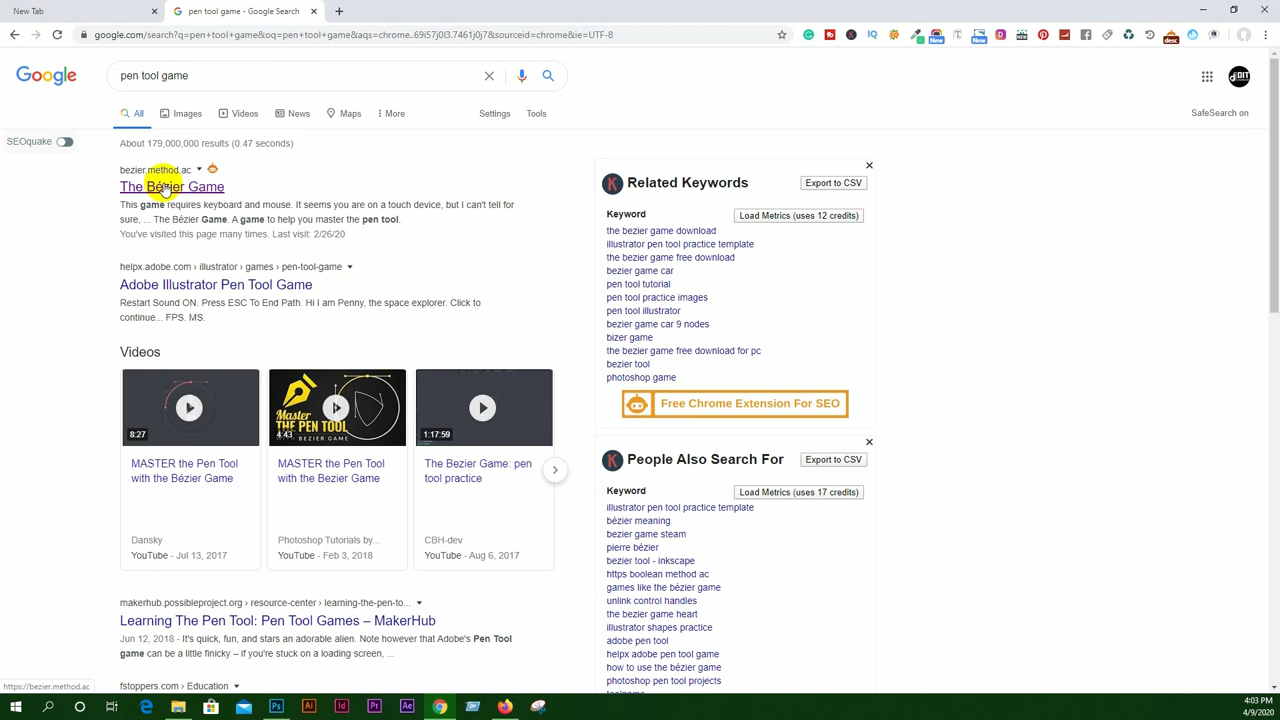 New Tab
pen tool game - Google Search
google.com/search?q=pen+tool+game&oq=pen+tool+game&aqs=chrome..69i57j0l3.7461j0j7&sourceid=chrome&ie=UTF-8
Google
pen tool game
All
Images
Videos
News
Maps
More
Settings
Tools
SafeSearch on
SEOquake
About 179,000,000 results (0.47 seconds)
bezier.method.ac
The Bézier Game
This game requires keyboard and mouse. It seems you are on a touch device, but I can't tell for
sure, ... The Bézier Game. A game to help you master the pen tool.
You've visited this page many times. Last visit: 2/26/20
helpx.adobe.com › illustrator › games › pen-tool-game
Adobe Illustrator Pen Tool Game
Restart Sound ON. Press ESC To End Path. Hi I am Penny, the space explorer. Click to
continue... FPS. MS.
Videos
8:27
MASTER the Pen Tool
with the Bézier Game
Dansky
YouTube - Jul 13, 2017
Master
THE PEN TOOL
WITH BEZIER GAME
4:43
MASTER the Pen Tool
with the Bezier Game
Photoshop Tutorials by...
YouTube - Feb 3, 2018
1:17:59
The Bezier Game: pen
tool practice
CBH-dev
YouTube - Aug 6, 2017
makerhub.possibleproject.org › resource-center › learning-the-pen-to...
Learning The Pen Tool: Pen Tool Games – MakerHub
Jun 12, 2018 - It's quick, fun, and stars an adorable alien. Note however that Adobe's Pen Tool
game can be a little finicky – if you're stuck on a loading screen, ...
fstoppers.com › Education
https://bezier.method.ac
Related Keywords
Export to CSV
Keyword
Load Metrics (uses 12 credits)
the bezier game download
illustrator pen tool practice template
the bezier game free download
bezier game car
pen tool tutorial
pen tool practice images
pen tool illustrator
bezier game car 9 nodes
bizer game
the bezier game free download for pc
bezier tool
photoshop game
Free Chrome Extension For SEO
People Also Search For
Export to CSV
Keyword
Load Metrics (uses 17 credits)
illustrator pen tool practice template
bézier meaning
bezier game steam
pierre bézier
bezier tool - inkscape
https boolean method ac
games like the bézier game
unlink control handles
the bezier game heart
illustrator shapes practice
adobe pen tool
helpx adobe pen tool game
how to use the bézier game
photoshop pen tool projects
toolgame
4:03 PM
4/9/2020